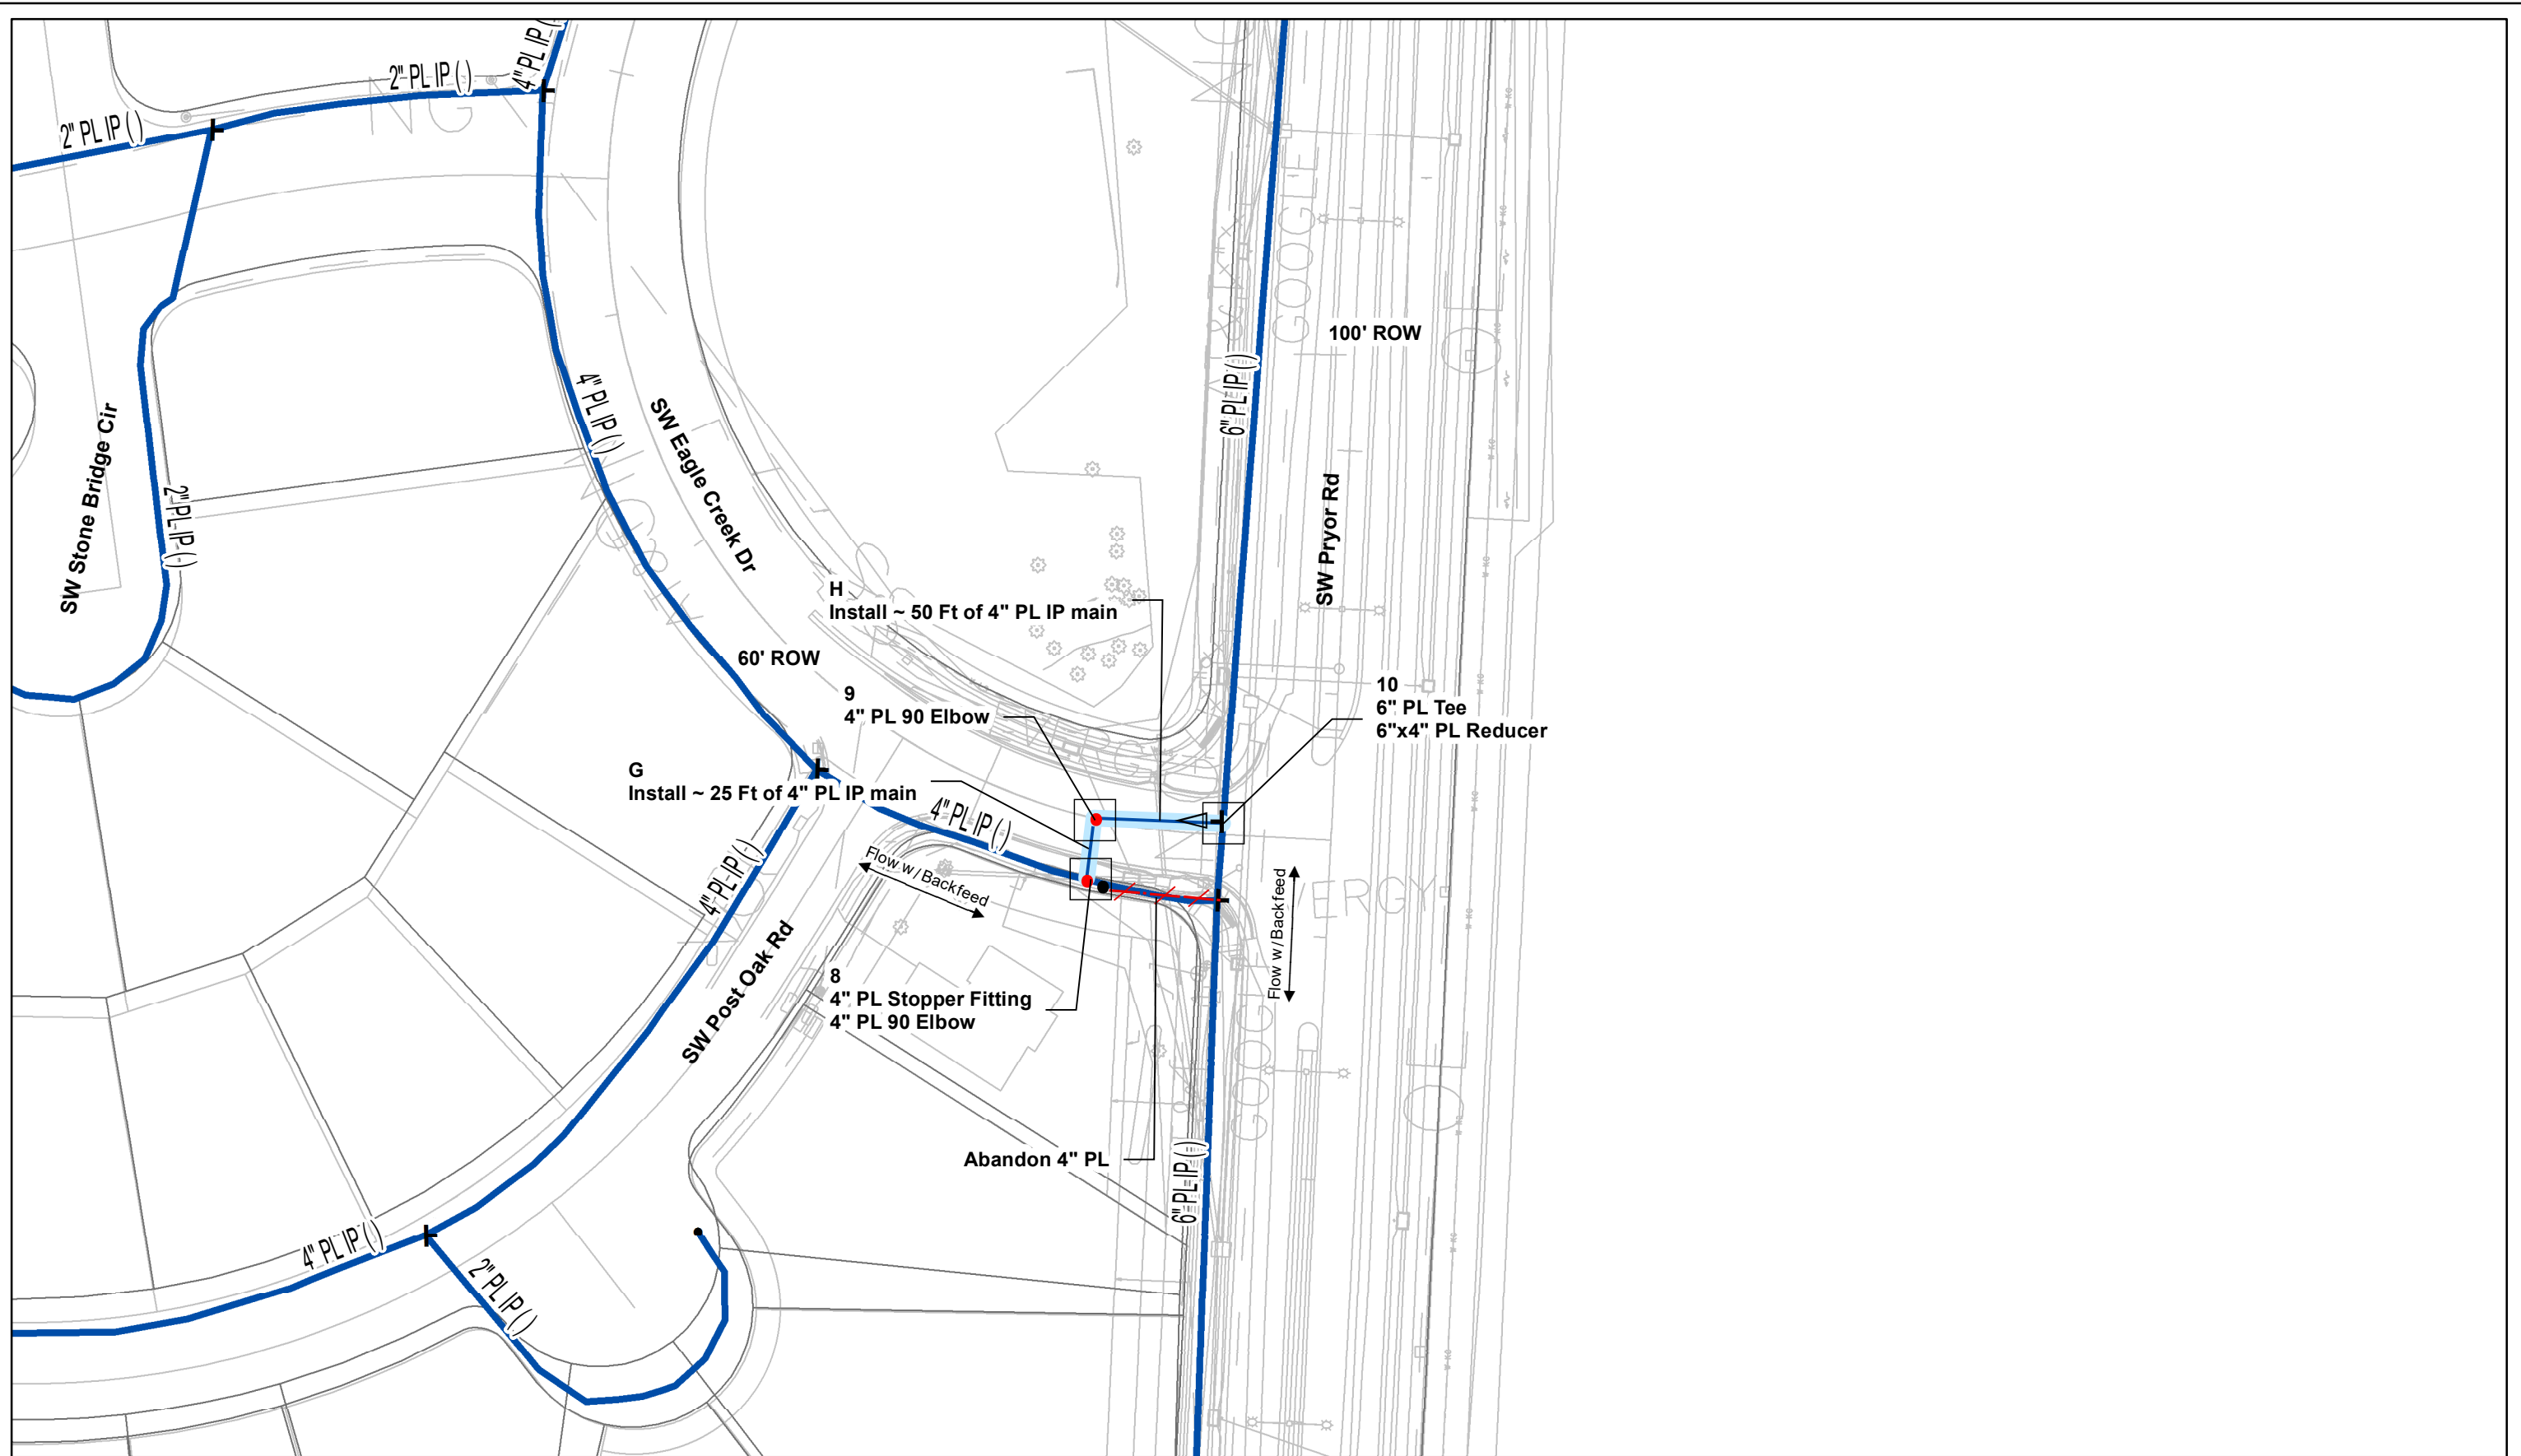 2" PL IP ( )
4" PL IP ( )
2" PL IP ( )
100' ROW
6" PL IP ( )
GOOGLE
4" PL IP ( )
SW Eagle Creek Dr
SW Stone Bridge Cir
2" PL IP ( )
SW Pryor Rd
H
Install ~ 50 Ft of 4" PL IP main
60' ROW
9
4" PL 90 Elbow
10
6" PL Tee
6"x4" PL Reducer
G
Install ~ 25 Ft of 4" PL IP main
4" PL IP ( )
Flow w/Backfeed
4" PL IP ( )
Flow w/Backfeed
ERGY
SW Post Oak Rd
8
4" PL Stopper Fitting
4" PL 90 Elbow
GOOG
Abandon 4" PL
6" PL IP ( )
4" PL IP ( )
2" PL IP ( )